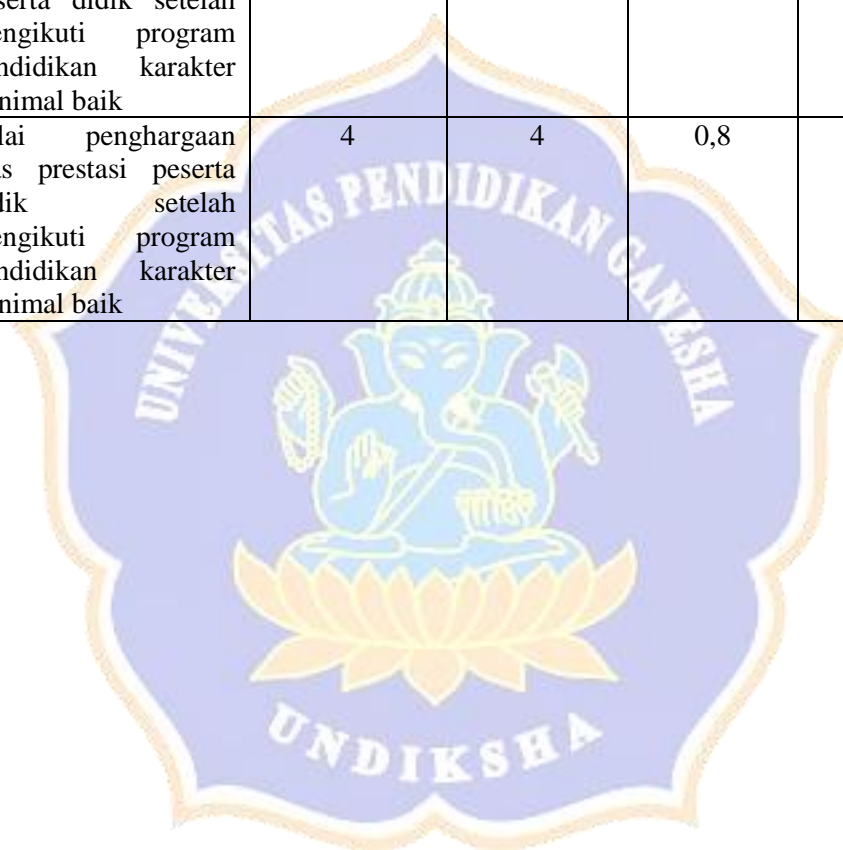 serta didik setelah
engikuti program
ndidikan karakter
nimal baik
lai penghargaan 4 4 0,8
as prestasi peserta
dik setelah
engikuti program
ndidikan karakter
nimal baik
UNIVERSITAS PENDIDIKAN GANESHA
UNDIKSHA